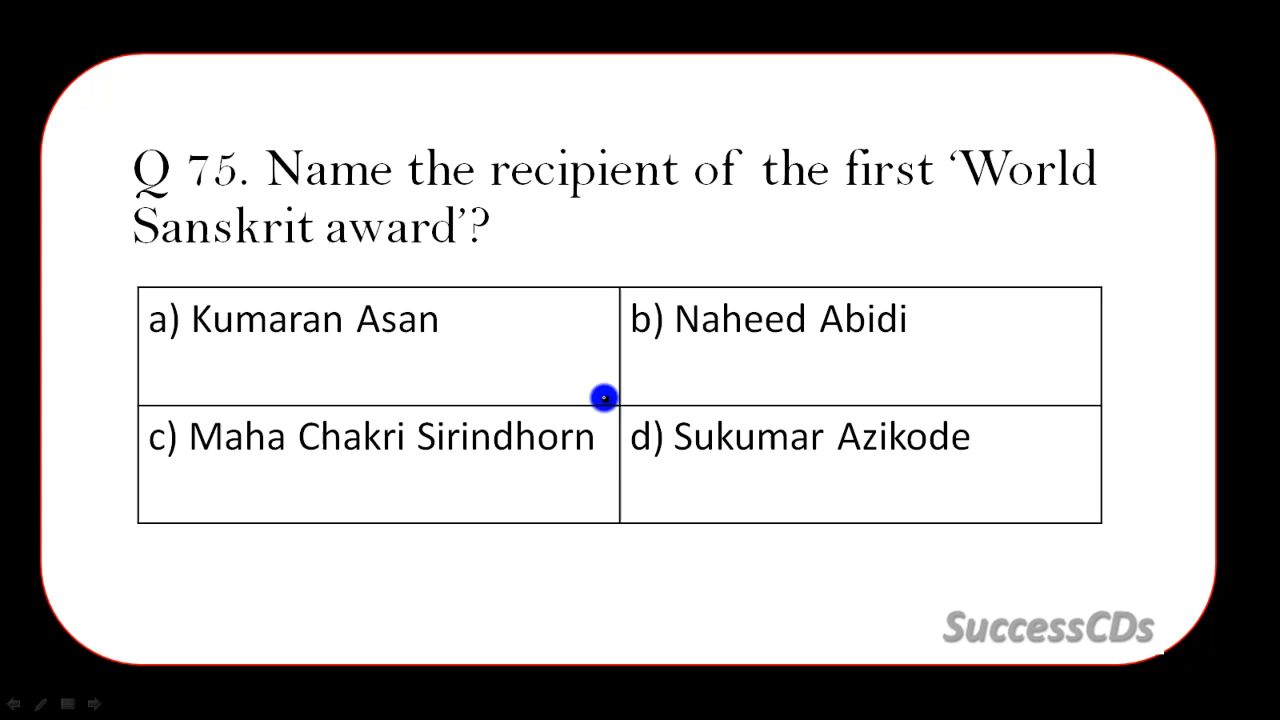 Q 75. Name the recipient of the first ‘World
Sanskrit award’?
a) Kumaran Asan
b) Naheed Abidi
c) Maha Chakri Sirindhorn
d) Sukumar Azikode
SuccessCDs